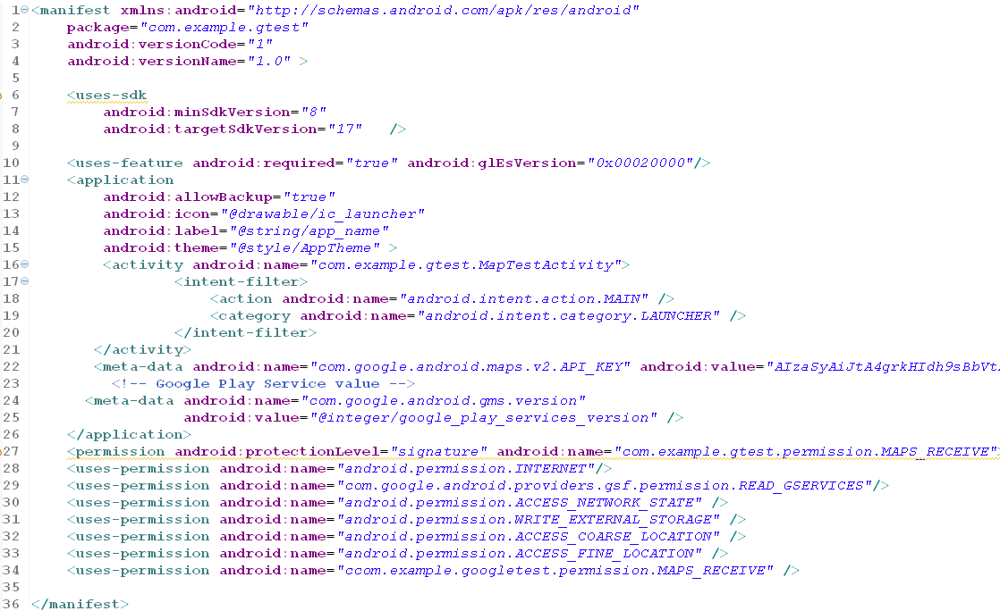 1 <manifest xmlns:android="http://schemas.android.com/apk/res/android"
2 package="com.example.gtest"
3 android:versionCode="1"
4 android:versionName="1.0" >
5
6 <uses-sdk
7 android:minSdkVersion="8"
8 android:targetSdkVersion="17" />
9
10 <uses-feature android:required="true" android:glEsVersion="0x00020000"/>
11 <application
12 android:allowBackup="true"
13 android:icon="@drawable/ic_launcher"
14 android:label="@string/app_name"
15 android:theme="@style/AppTheme" >
16 <activity android:name="com.example.gtest.MapTestActivity">
17 <intent-filter>
18 <action android:name="android.intent.action.MAIN" />
19 <category android:name="android.intent.category.LAUNCHER" />
20 </intent-filter>
21 </activity>
22 <meta-data android:name="com.google.android.maps.v2.API_KEY" android:value="AIzaSyAiJtA4grkHIdh9sBbVt
23 <!-- Google Play Service value -->
24 <meta-data android:name="com.google.android.gms.version"
25 android:value="@integer/google_play_services_version" />
26 </application>
27 <permission android:protectionLevel="signature" android:name="com.example.gtest.permission.MAPS_RECEIVE">
28 <uses-permission android:name="android.permission.INTERNET"/>
29 <uses-permission android:name="com.google.android.providers.gsf.permission.READ_GSERVICES"/>
30 <uses-permission android:name="android.permission.ACCESS_NETWORK_STATE" />
31 <uses-permission android:name="android.permission.WRITE_EXTERNAL_STORAGE" />
32 <uses-permission android:name="android.permission.ACCESS_COARSE_LOCATION" />
33 <uses-permission android:name="android.permission.ACCESS_FINE_LOCATION" />
34 <uses-permission android:name="ccom.example.googletest.permission.MAPS_RECEIVE" />
35
36 </manifest>